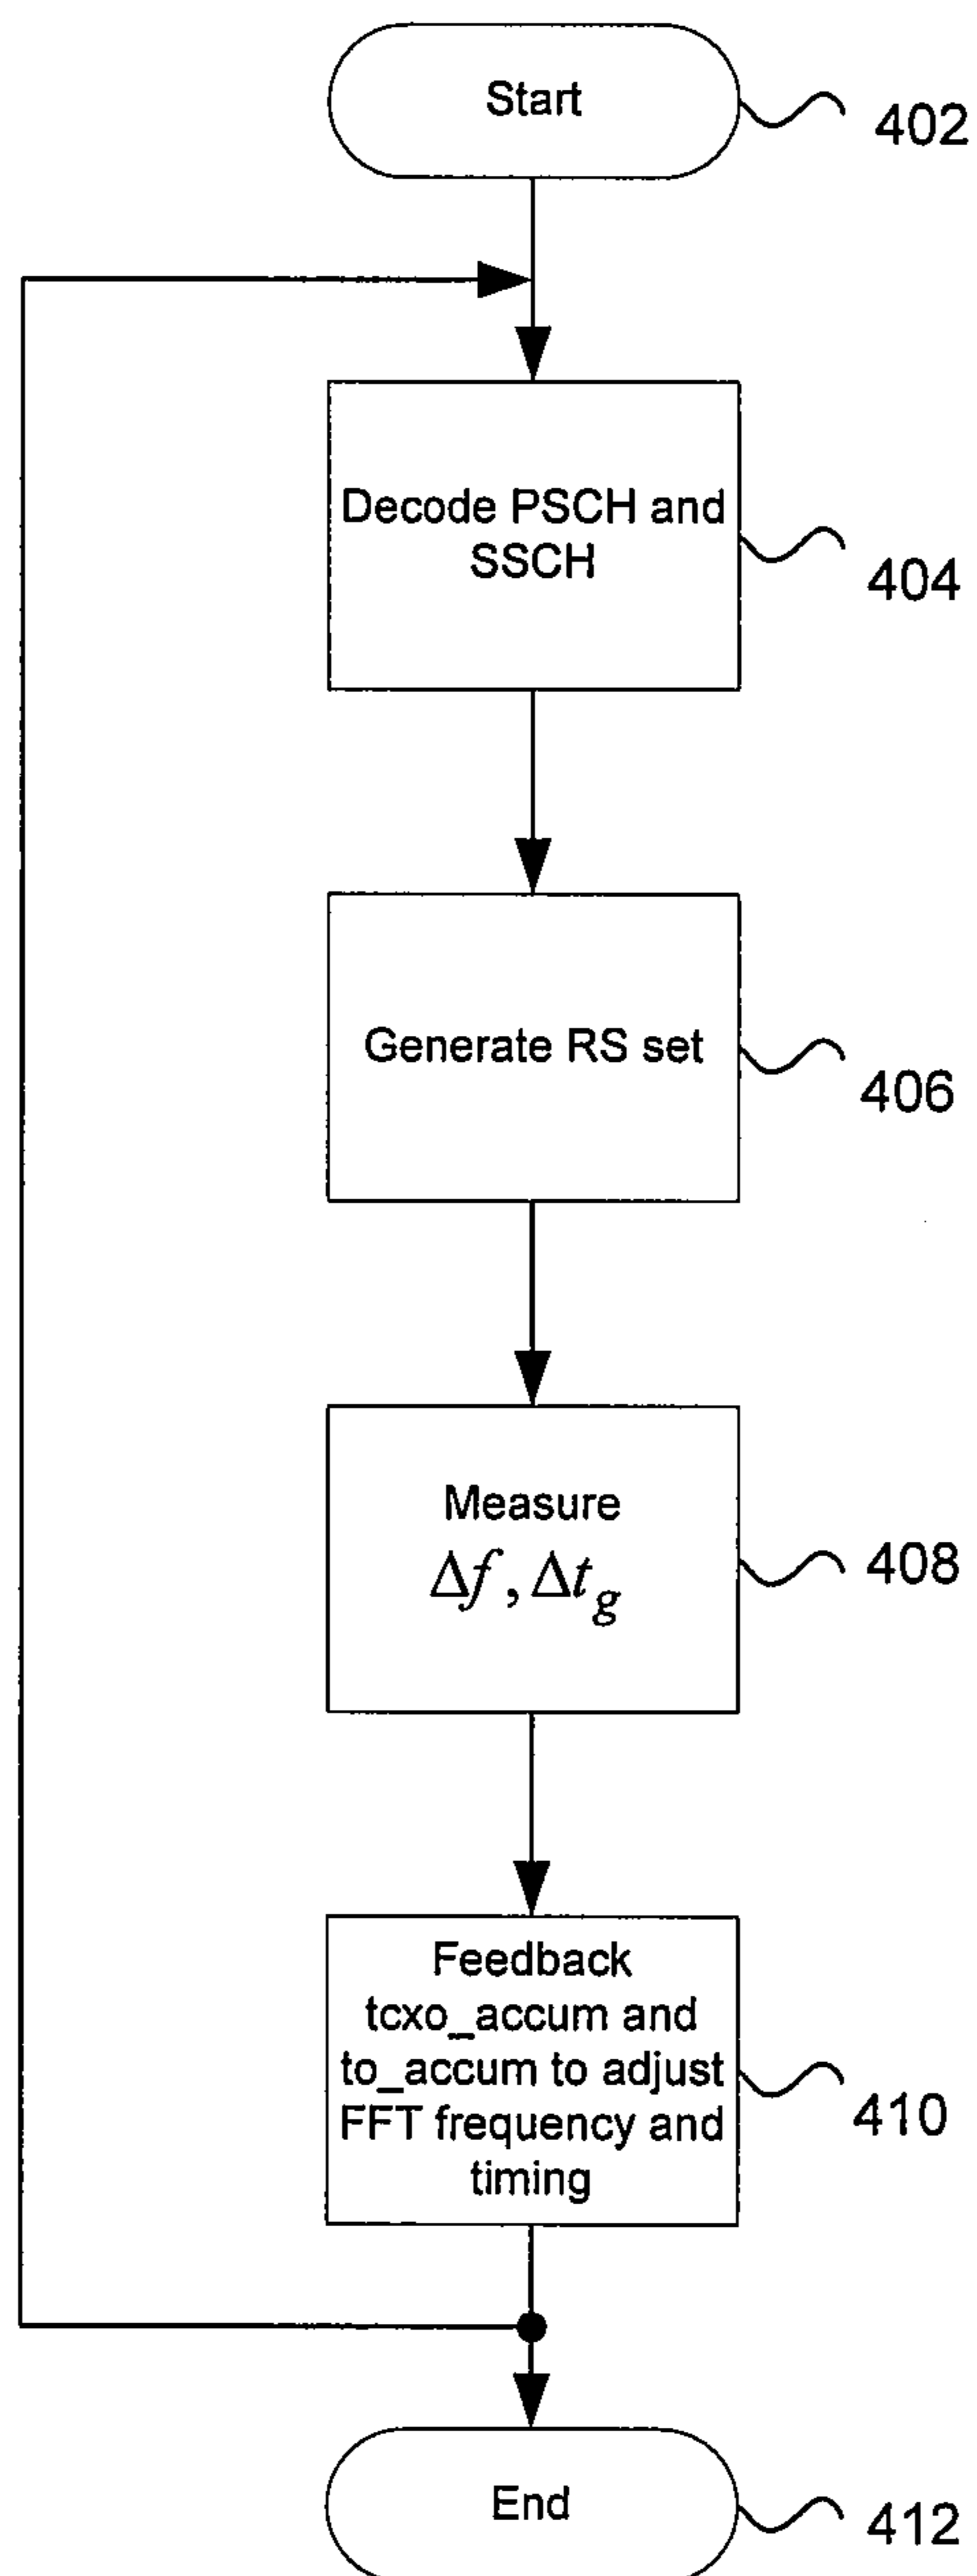 Start
402
Decode PSCH and
SSCH
404
Generate RS set
406
Measure
Δf, Δt_g
408
Feedback
tcxo_accum and
to_accum to adjust
FFT frequency and
timing
410
End
412